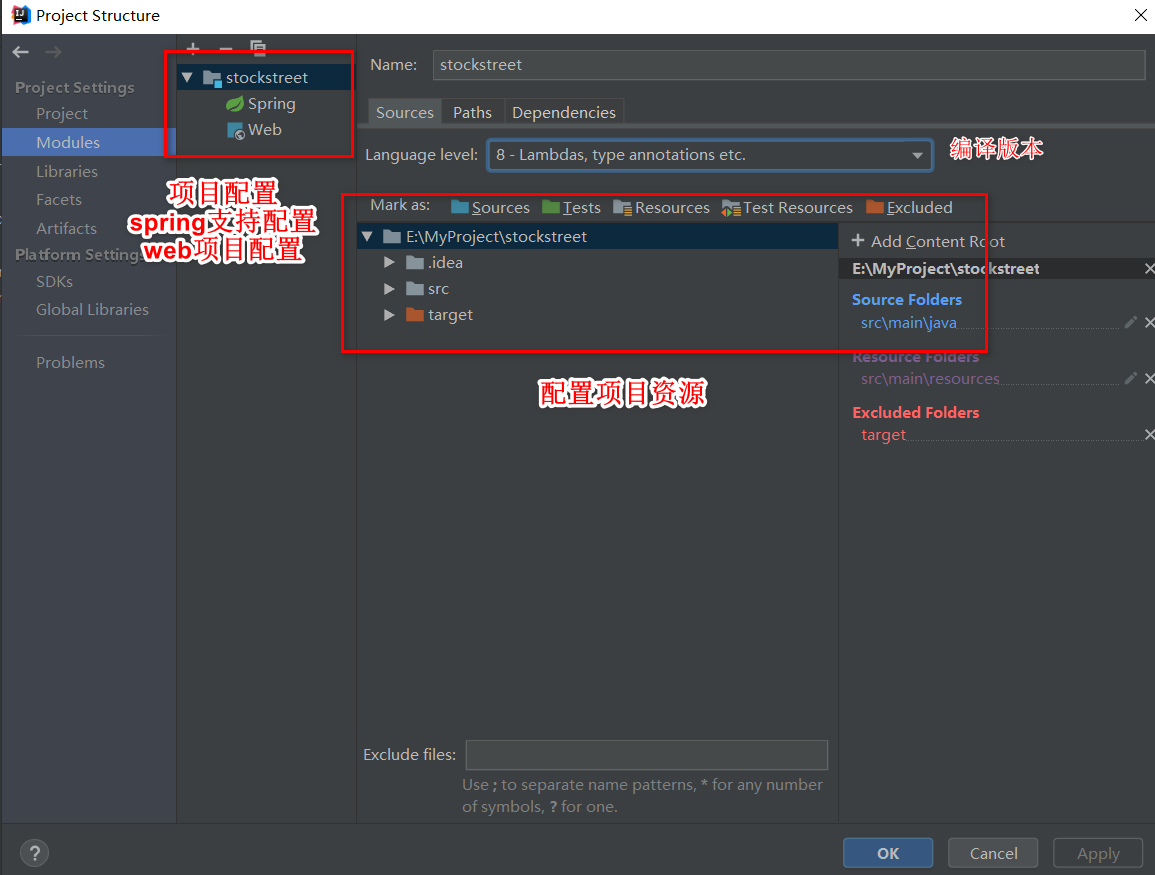 Project Structure
Project Settings
Project
Modules
Libraries
Facets
Artifacts
Platform Settings
SDKs
Global Libraries
Problems
stockstreet
Spring
Web
项目配置
spring支持配置
web项目配置
Name: stockstreet
Sources Paths Dependencies
Language level: 8 - Lambdas, type annotations etc. 编译版本
Mark as: Sources Tests Resources Test Resources Excluded
E:\MyProject\stockstreet
.idea
src
target
配置项目资源
+ Add Content Root
E:\MyProject\stockstreet
Source Folders
src\main\java
Resource Folders
src\main\resources
Excluded Folders
target
Exclude files:
Use ; to separate name patterns, * for any number
of symbols, ? for one.
? OK Cancel Apply